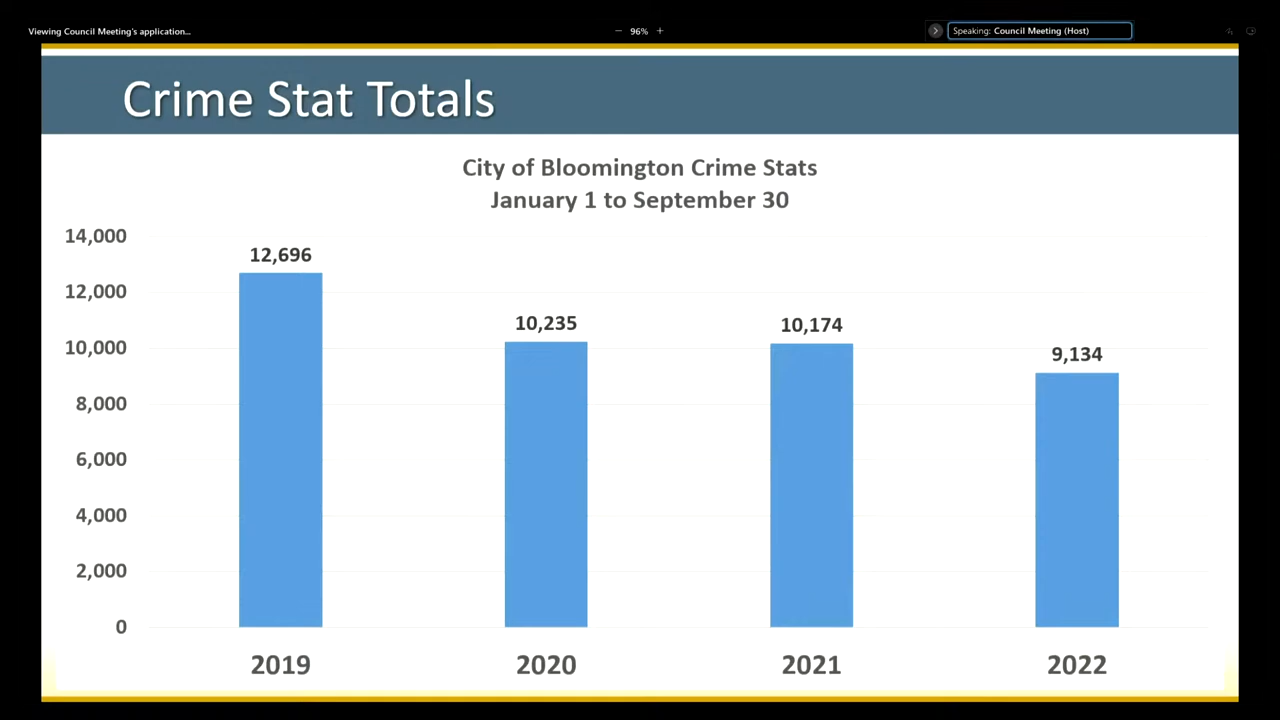 Viewing Council Meeting's application...
− 96% +
Speaking: Council Meeting (Host)
Crime Stat Totals
City of Bloomington Crime Stats
January 1 to September 30
14,000
12,000
10,000
8,000
6,000
4,000
2,000
0
12,696
10,235
10,174
9,134
2019 2020 2021 2022